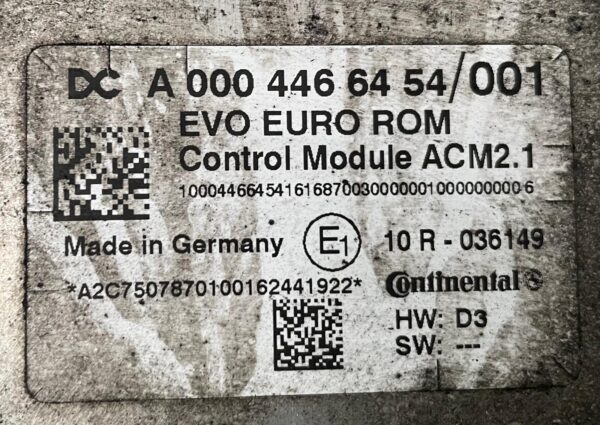 DC A 000 446 64 54/001
EVO EURO ROM
Control Module ACM2.1
10004466454161687003000000100000000006
Made in Germany E1 10 R - 036149
*A2C7507870100162441922* Continental
HW: D3
SW: ---